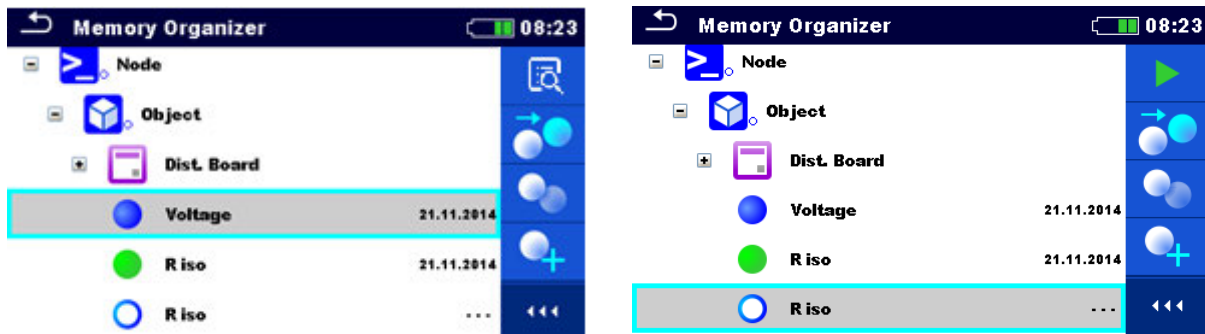 Memory Organizer 08:23
Node
Object
Dist. Board
Voltage 21.11.2014
R iso 21.11.2014
R iso ---
Memory Organizer 08:23
Node
Object
Dist. Board
Voltage 21.11.2014
R iso 21.11.2014
R iso ---